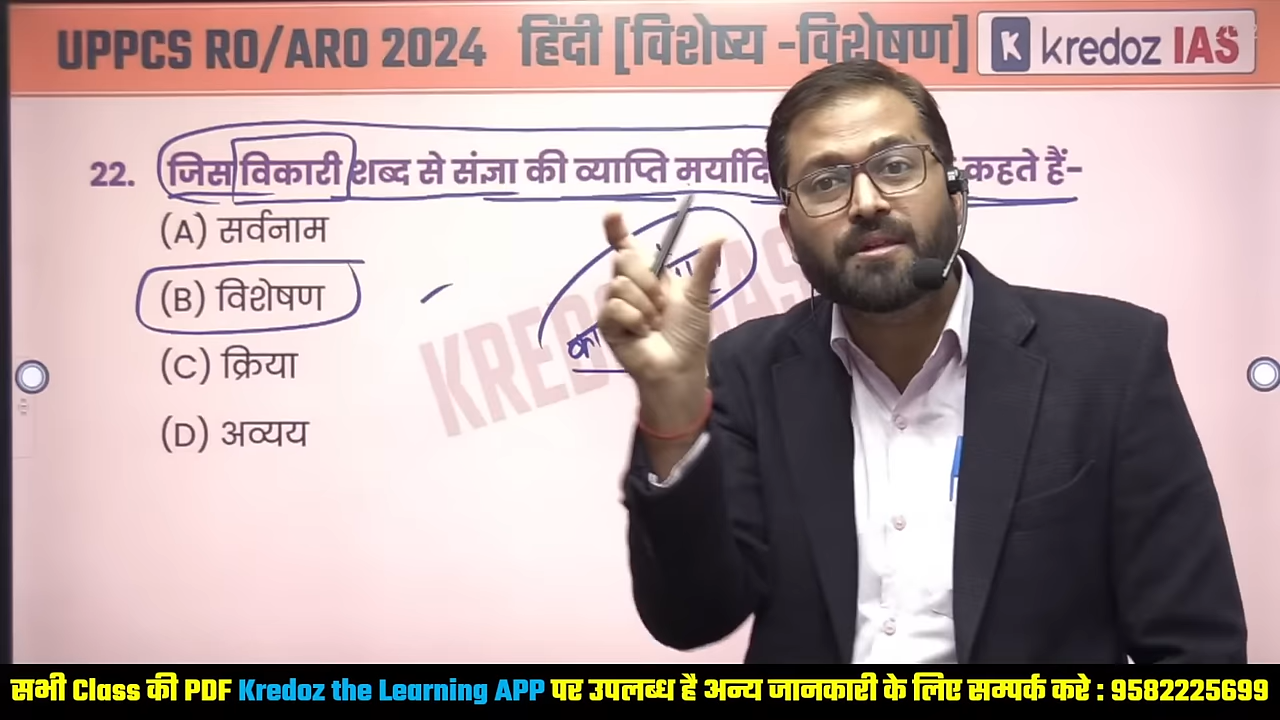 UPPCS RO/ARO 2024 हिंदी [विशेष्य -विशेषण]
kredoz IAS
22. जिस विकारी शब्द से संज्ञा की व्याप्ति कहते हैं-
(A) सर्वनाम
(B) विशेषण
(C) क्रिया
(D) अव्यय
सभी Class की PDF Kredoz the Learning APP पर उपलब्ध है अन्य जानकारी के लिए सम्पर्क करे : 9582225699